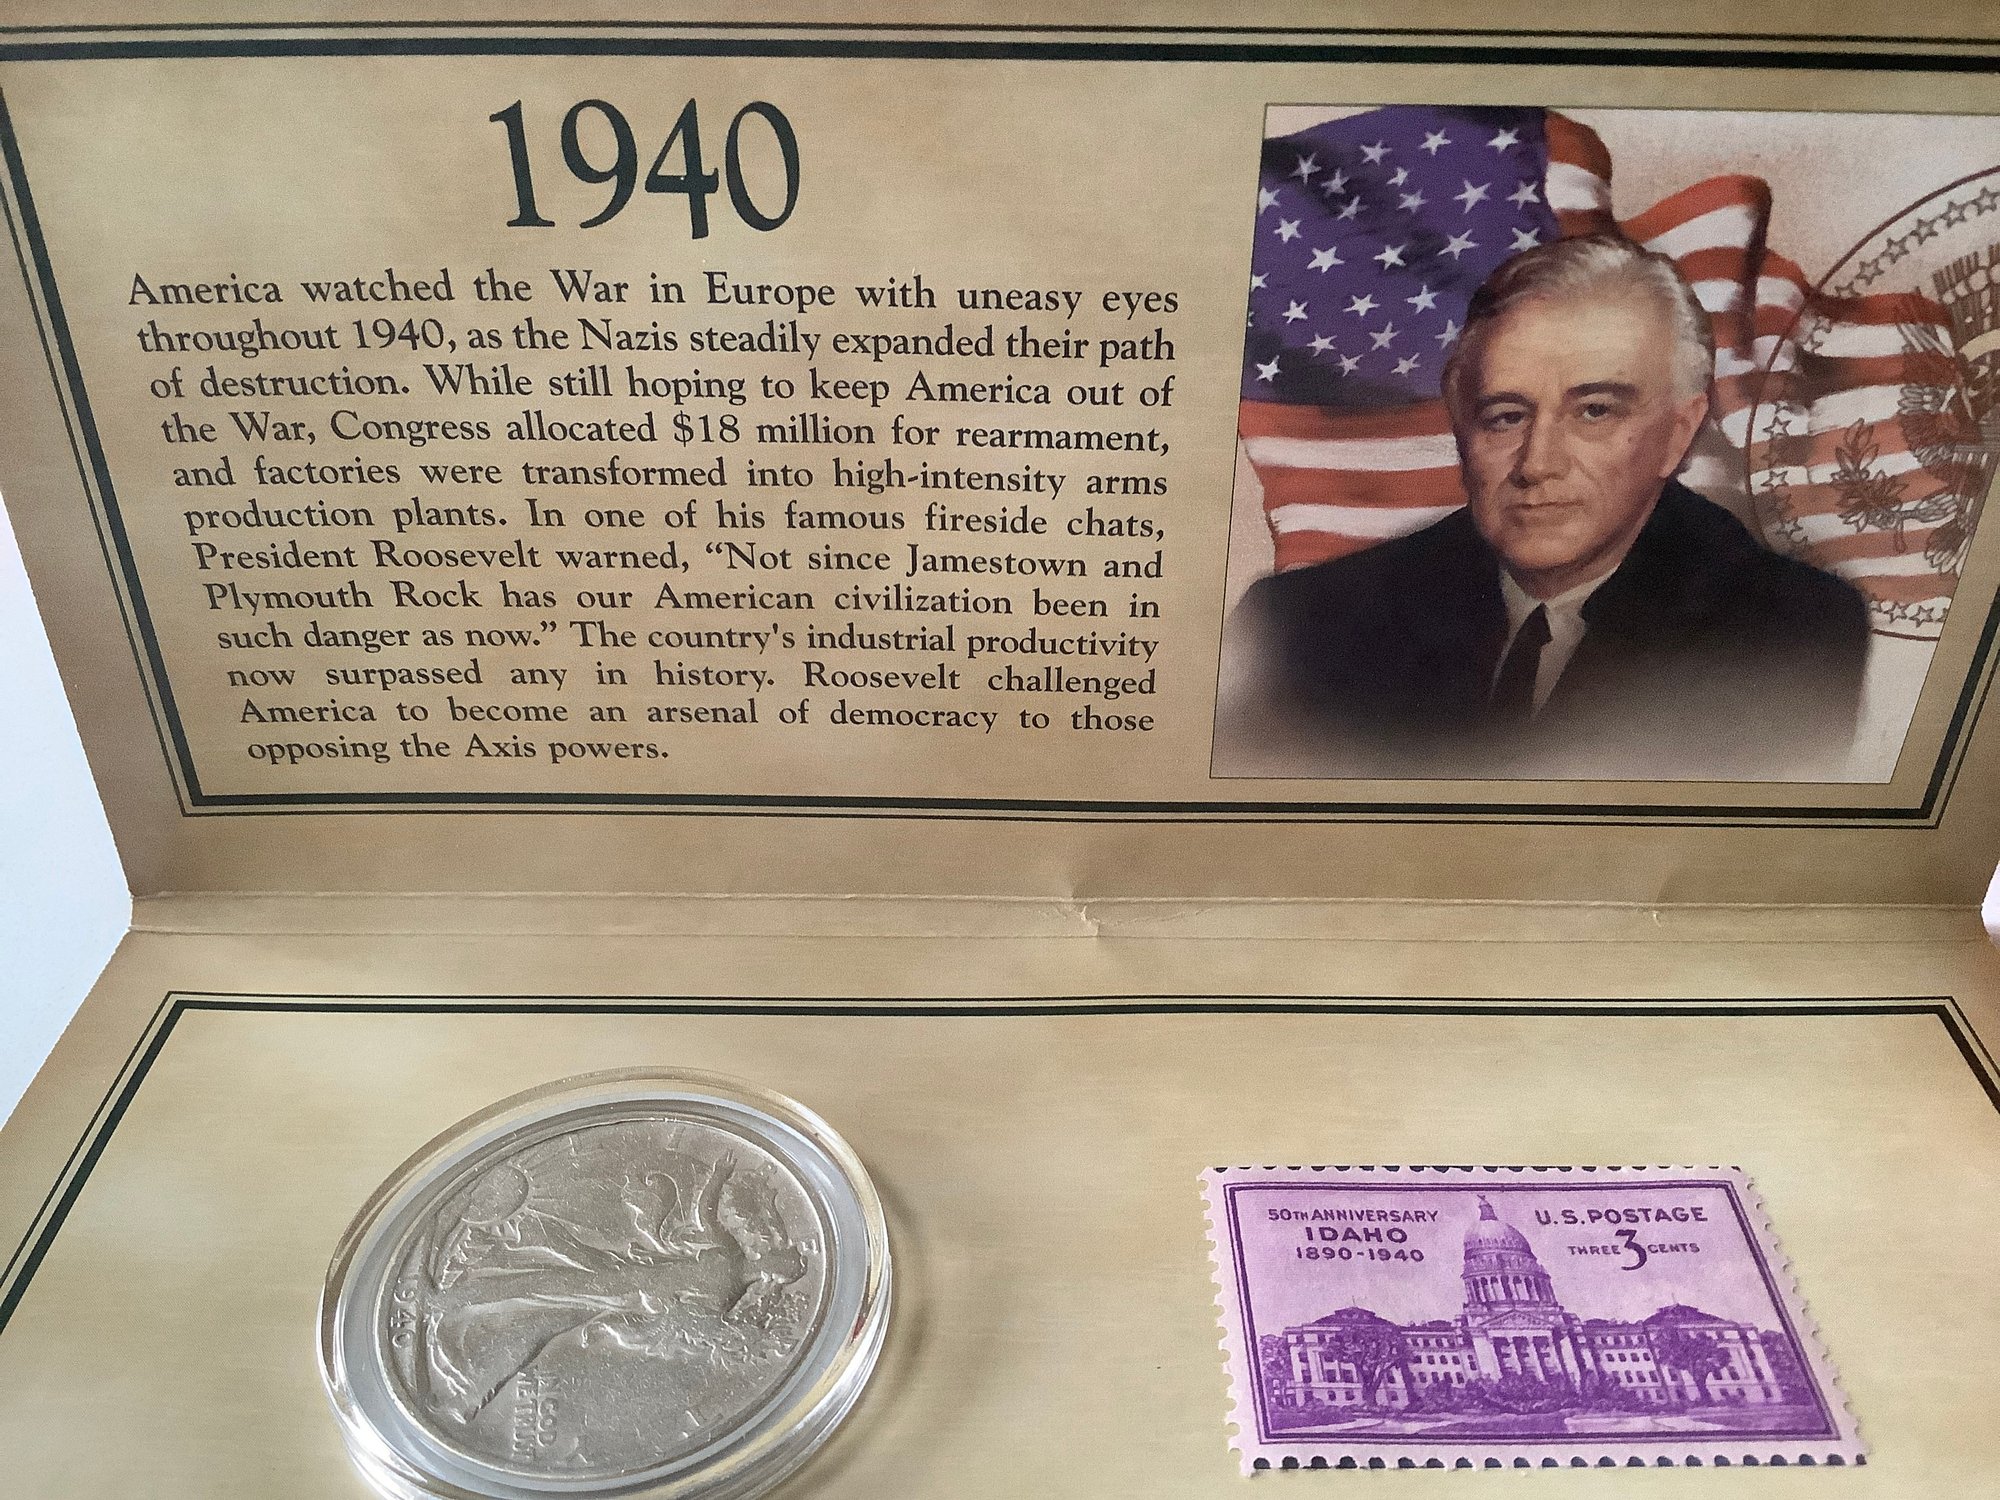 1940
America watched the War in Europe with uneasy eyes
throughout 1940, as the Nazis steadily expanded their path
of destruction. While still hoping to keep America out of
the War, Congress allocated $18 million for rearmament,
and factories were transformed into high-intensity arms
production plants. In one of his famous fireside chats,
President Roosevelt warned, “Not since Jamestown and
Plymouth Rock has our American civilization been in
such danger as now.” The country's industrial productivity
now surpassed any in history. Roosevelt challenged
America to become an arsenal of democracy to those
opposing the Axis powers.
LIBERTY
1940
IN GOD
WE TRUST
50TH ANNIVERSARY
IDAHO
1890-1940
U.S. POSTAGE
THREE 3 CENTS